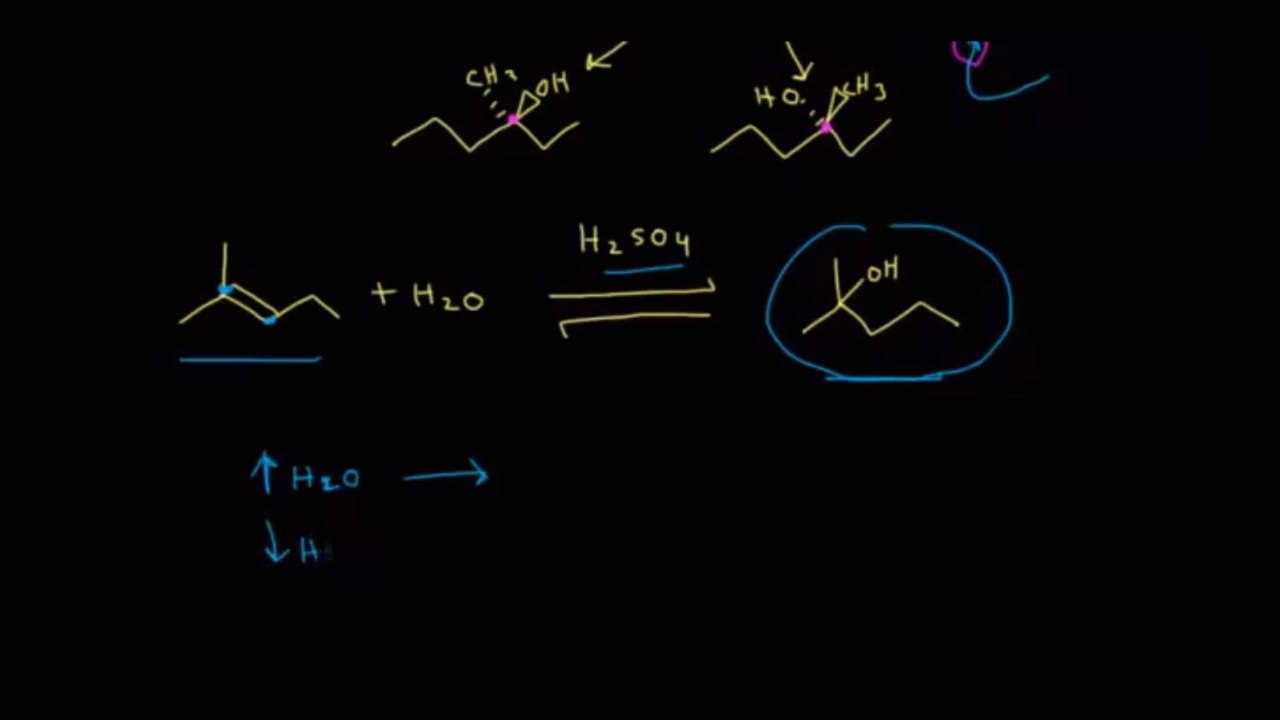 CH3 OH HO CH3
H2SO4
+ H2O OH
↑ H2O →
↓ H